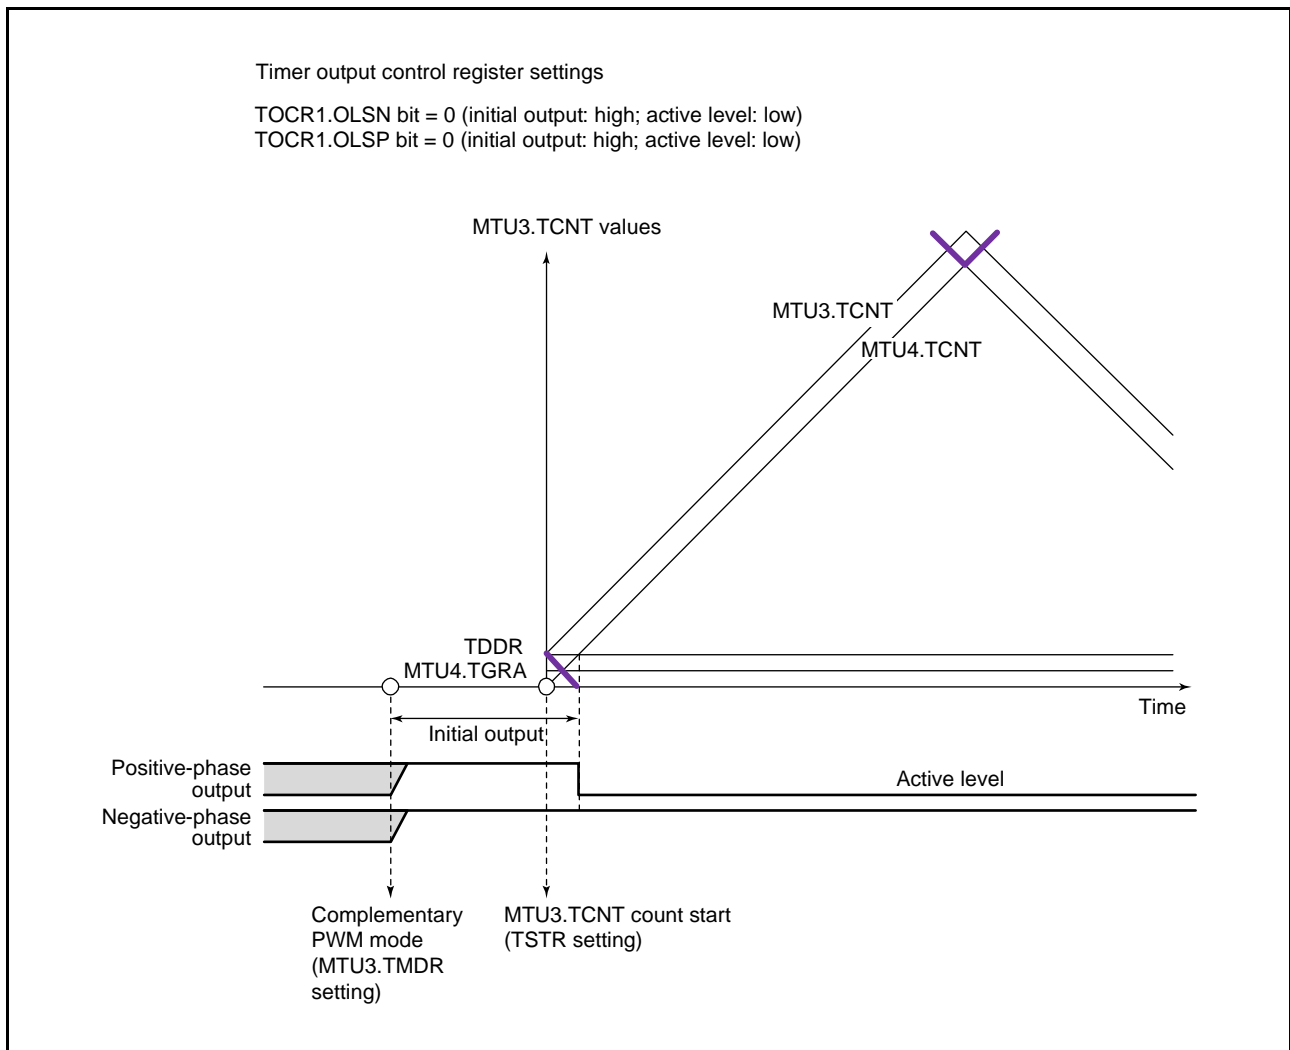 Timer output control register settings
TOCR1.OLSN bit = 0 (initial output: high; active level: low)
TOCR1.OLSP bit = 0 (initial output: high; active level: low)
MTU3.TCNT values
MTU3.TCNT
MTU4.TCNT
TDDR
MTU4.TGRA
Time
Initial output
Positive-phase
output
Active level
Negative-phase
output
Complementary
PWM mode
(MTU3.TMDR
setting)
MTU3.TCNT count start
(TSTR setting)